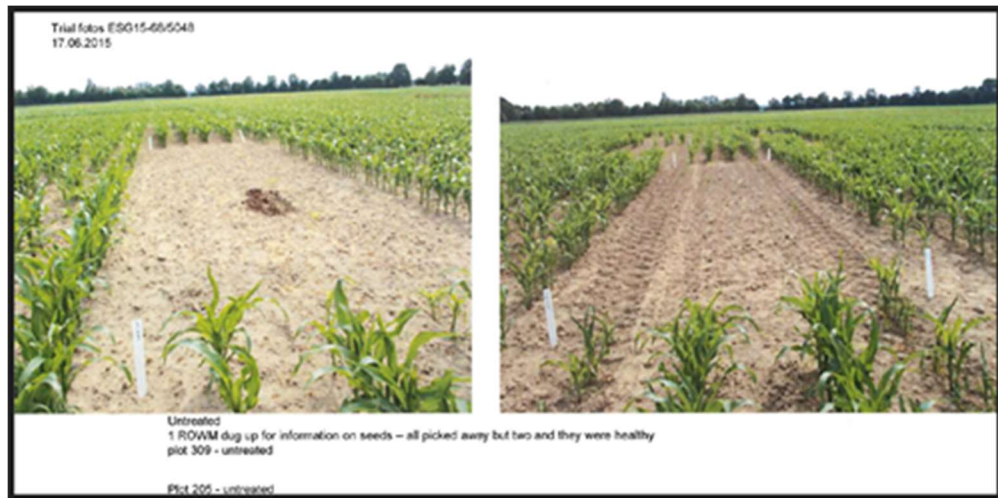 Trial fotos ESG15-68/5048
17.06.2015
Untreated
1 ROWM dug up for information on seeds – all picked away but two and they were healthy
plot 309 - untreated
Plot 205 - untreated